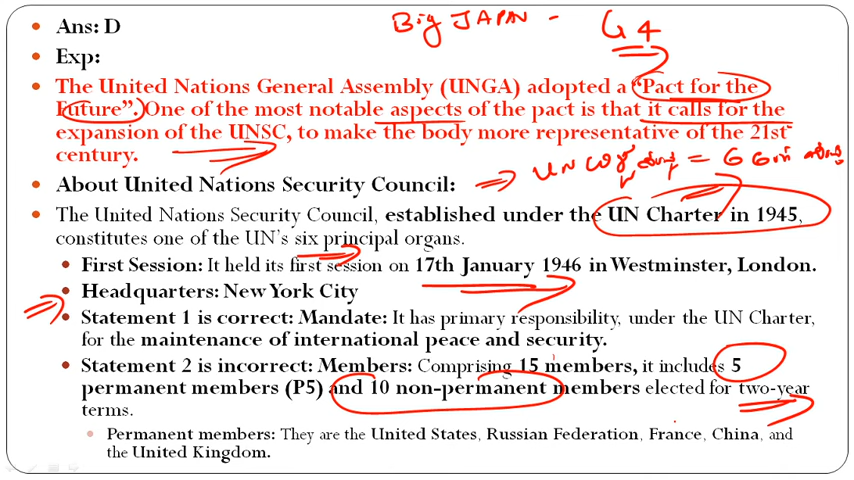 Big JAPAN - G4
Ans: D
Exp:
The United Nations General Assembly (UNGA) adopted a “Pact for the
Future”. One of the most notable aspects of the pact is that it calls for the
expansion of the UNSC, to make the body more representative of the 21st
century.
About United Nations Security Council:
UN
The United Nations Security Council, established under the UN Charter in 1945,
constitutes one of the UN’s six principal organs.
First Session: It held its first session on 17th January 1946 in Westminster, London.
Headquarters: New York City
Statement 1 is correct: Mandate: It has primary responsibility, under the UN Charter,
for the maintenance of international peace and security.
Statement 2 is incorrect: Members: Comprising 15 members, it includes 5
permanent members (P5) and 10 non-permanent members elected for two-year
terms.
Permanent members: They are the United States, Russian Federation, France, China, and
the United Kingdom.